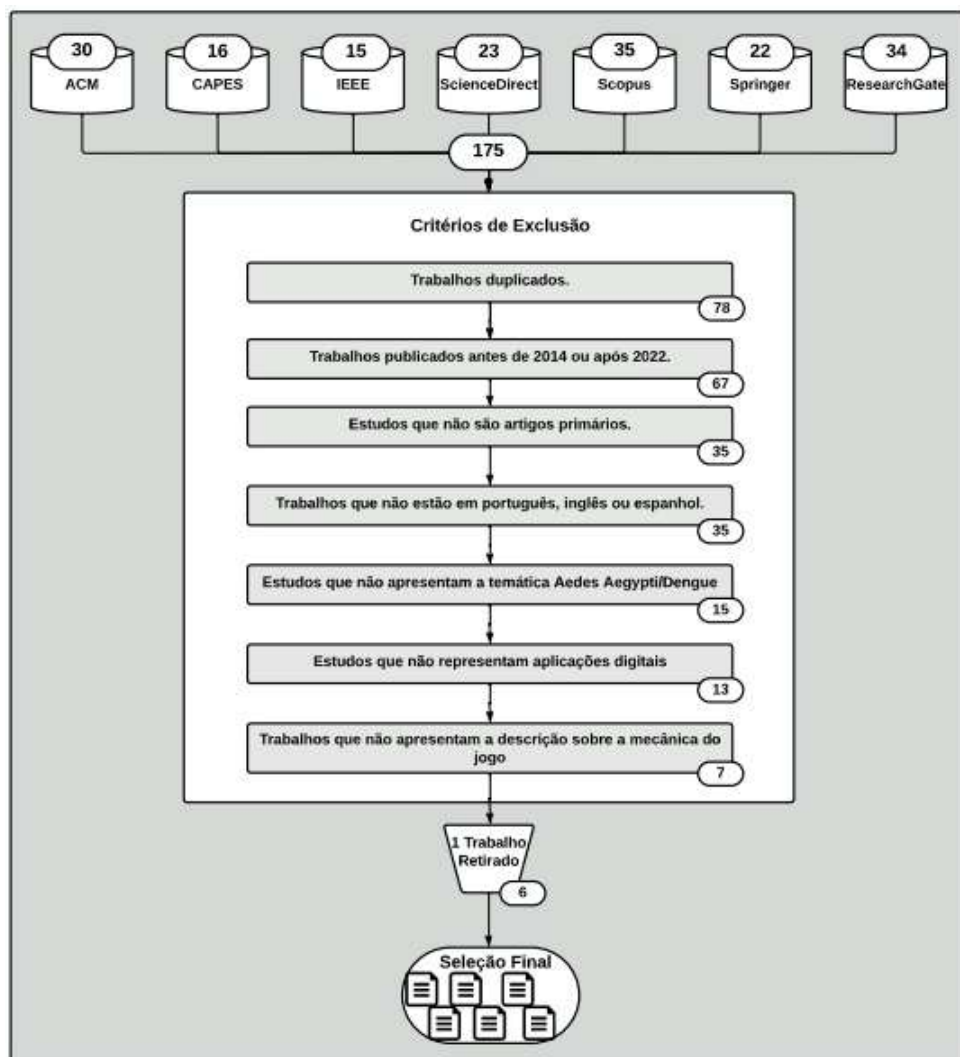 30
16
15
23
35
22
34
ACM
CAPES
IEEE
ScienceDirect
Scopus
Springer
ResearchGate
175
Critérios de Exclusão
Trabalhos duplicados.
78
Trabalhos publicados antes de 2014 ou após 2022.
67
Estudos que não são artigos primários.
35
Trabalhos que não estão em português, inglês ou espanhol.
35
Estudos que não apresentam a temática Aedes Aegypti/Dengue
15
Estudos que não representam aplicações digitais
13
Trabalhos que não apresentam a descrição sobre a mecânica do
jogo
7
1 Trabalho
Retirado
6
Seleção Final